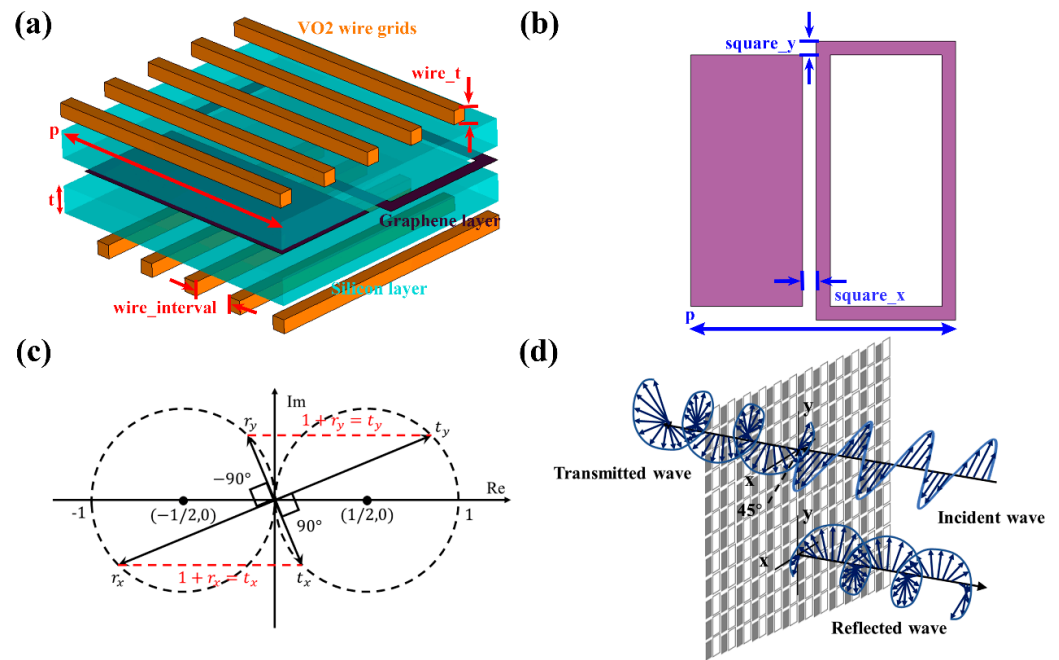 (a)
VO2 wire grids
wire_t
p
t
Graphene layer
Silicon layer
wire_interval
(b)
square_y
square_x
p
(c)
Im
r_y
1 + r_y = t_y
t_y
−90°
Re
-1
(−1/2,0)
(1/2,0)
1
90°
r_x
1 + r_x = t_x
t_x
(d)
y
Transmitted wave
x
45°
y
Incident wave
x
Reflected wave